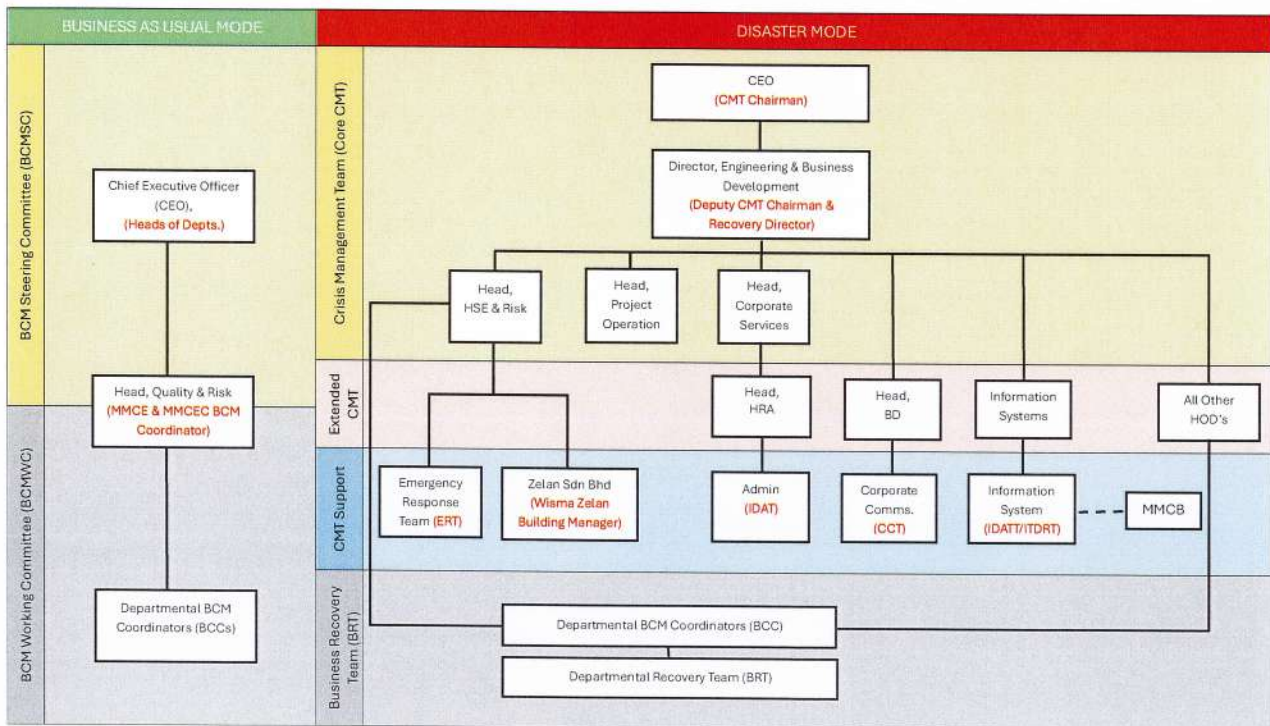 BUSINESS AS USUAL MODE
DISASTER MODE
BCM Steering Committee (BCMSC)
BCM Working Committee (BCMWC)
Chief Executive Officer
(CEO),
(Heads of Depts.)
Head, Quality & Risk
(MMCE & MMCEC BCM
Coordinator)
Departmental BCM
Coordinators (BCCs)
Crisis Management Team (Core CMT)
CEO
(CMT Chairman)
Director, Engineering & Business
Development
(Deputy CMT Chairman &
Recovery Director)
Head,
HSE & Risk
Head,
Project
Operation
Head,
Corporate
Services
Extended
CMT
Head,
HRA
Head,
BD
Information
Systems
All Other
HOD's
CMT Support
Emergency
Response
Team (ERT)
Zelan Sdn Bhd
(Wisma Zelan
Building Manager)
Admin
(IDAT)
Corporate
Comms.
(CCT)
Information
System
(IDATT/ITDRT)
MMCB
Business Recovery
Team (BRT)
Departmental BCM Coordinators (BCC)
Departmental Recovery Team (BRT)